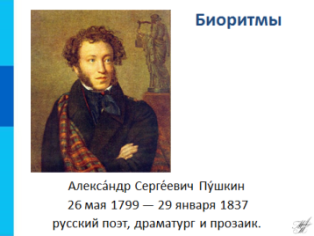 Биоритмы
Алекса́ндр Серге́евич Пу́шкин
26 мая 1799 — 29 января 1837
русский поэт, драматург и прозаик.